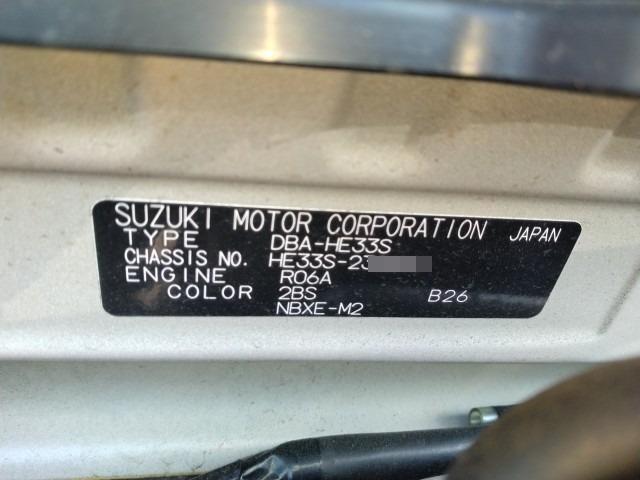 SUZUKI MOTOR CORPORATION JAPAN
TYPE DBA-HE33S
CHASSIS NO. HE33S-23
ENGINE R06A
COLOR 2BS B26
NBXE-M2